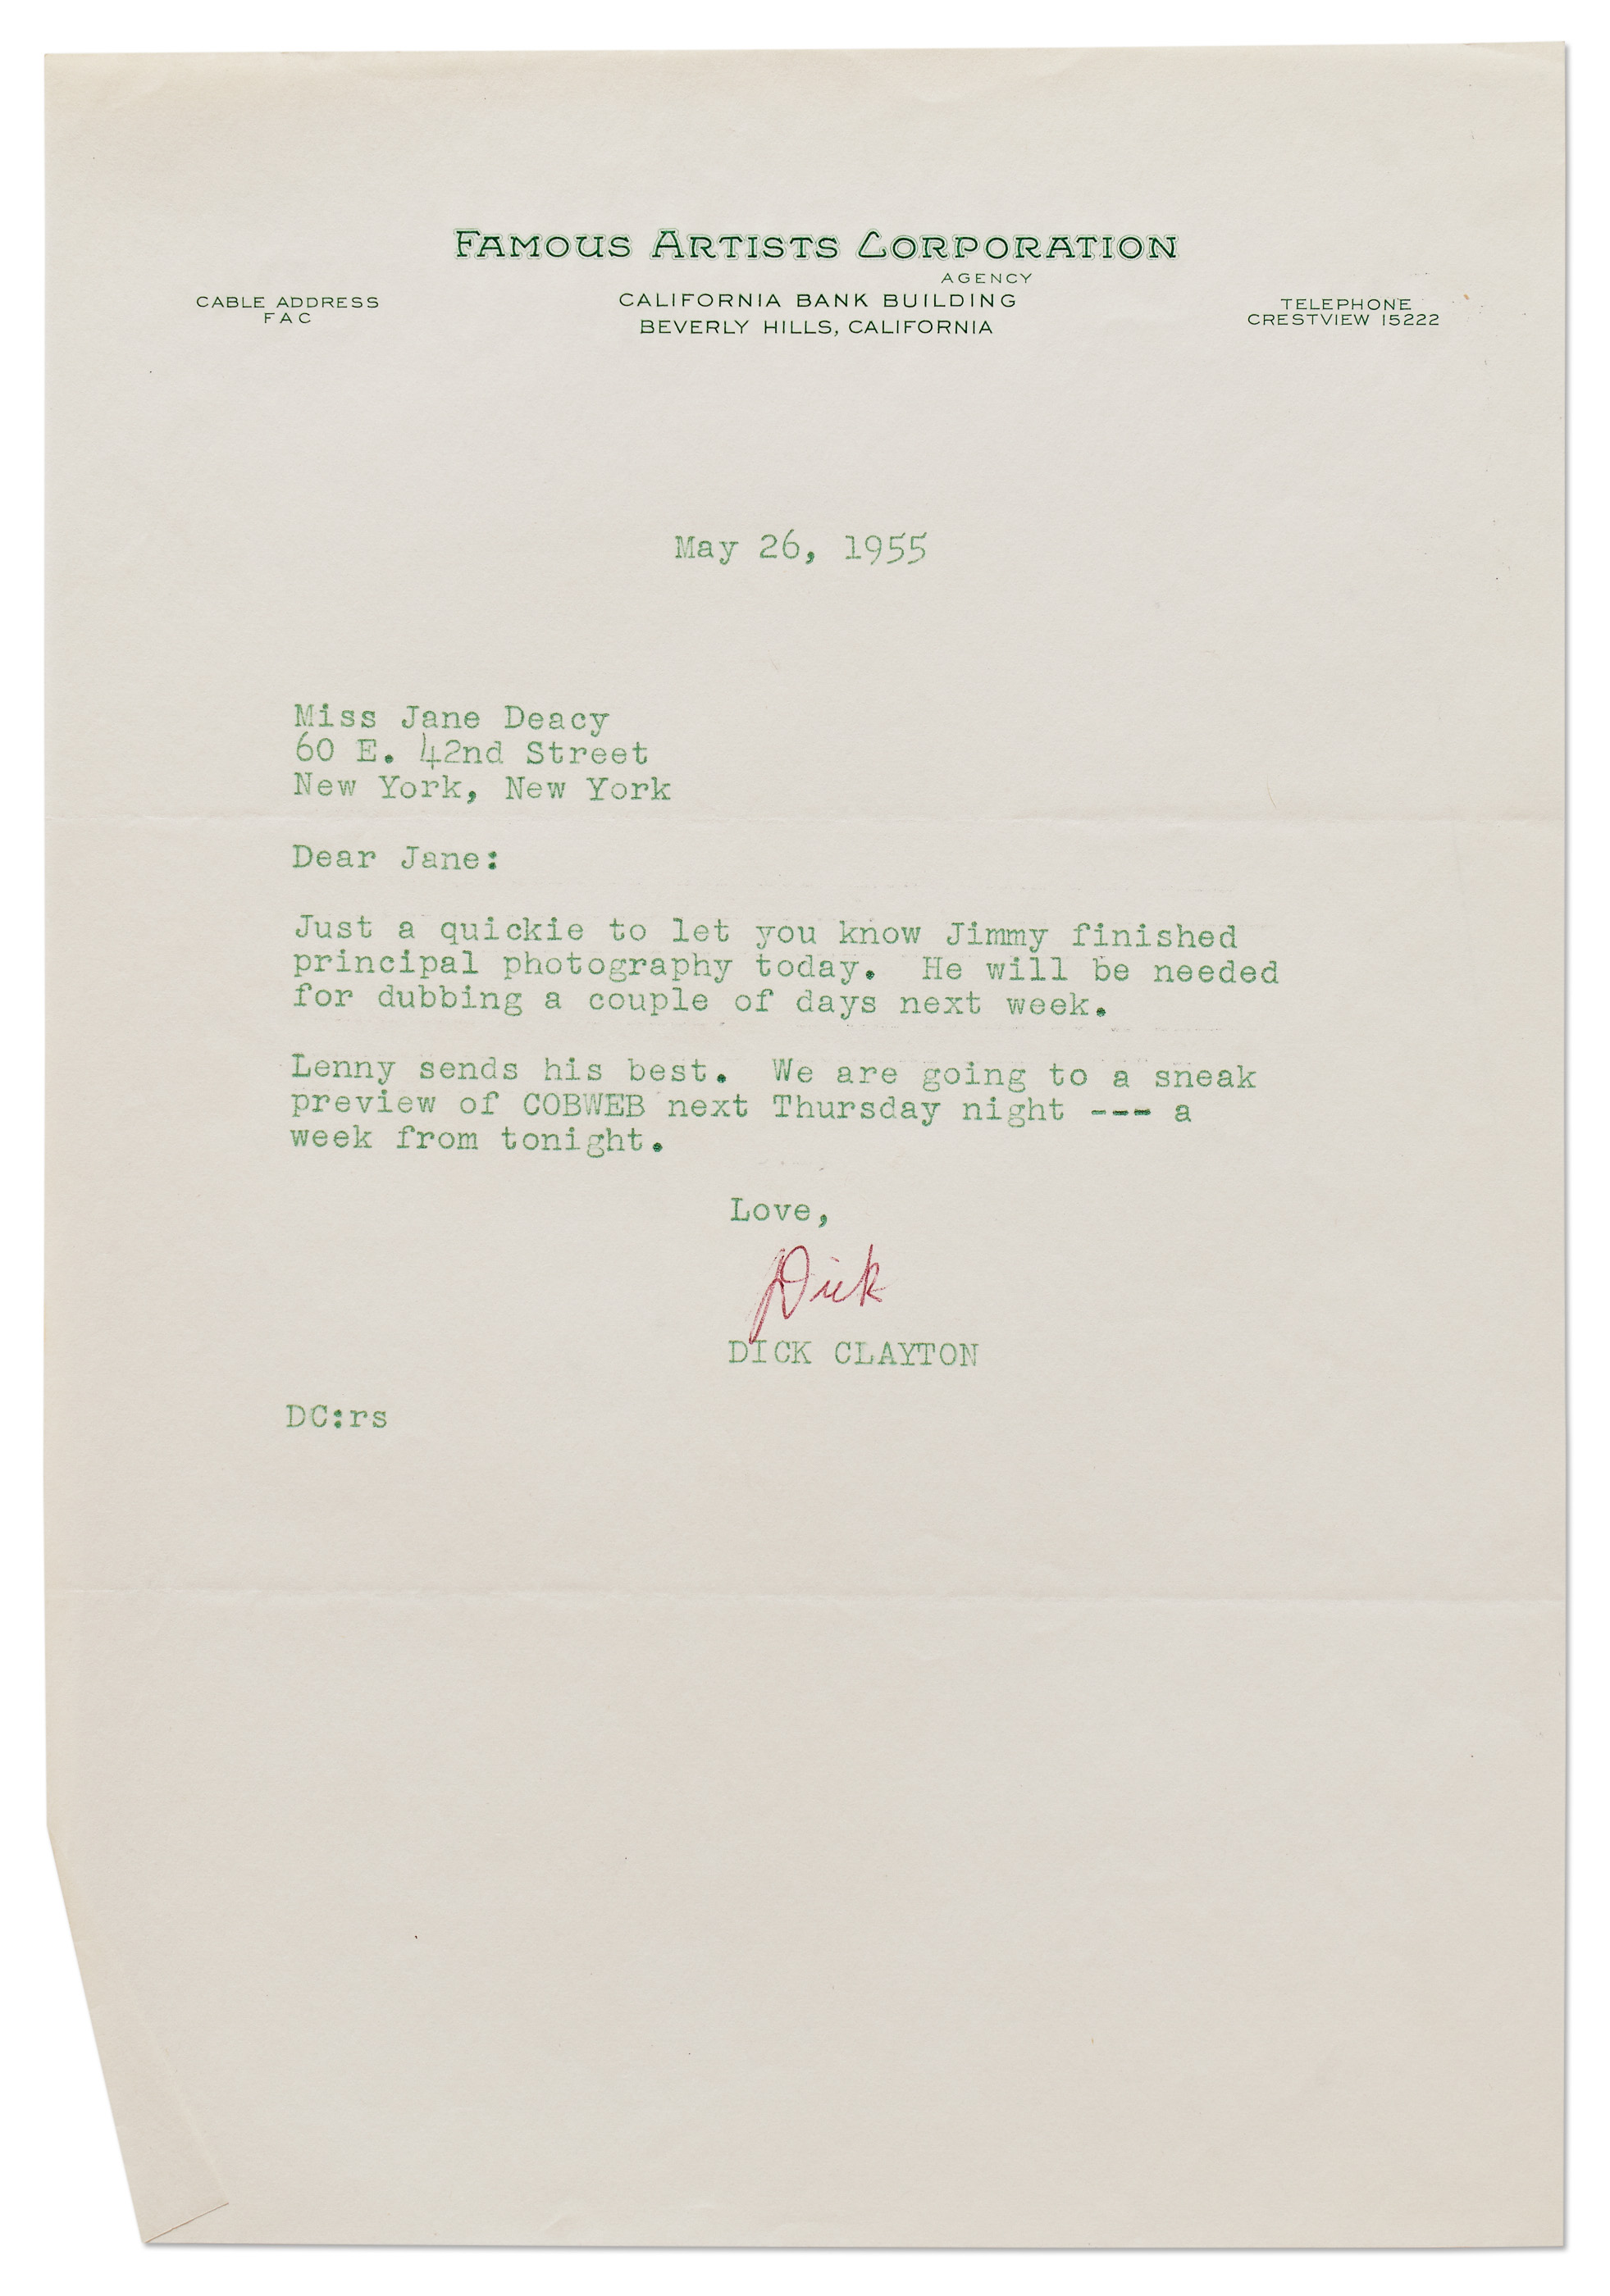 FAMOUS ARTISTS CORPORATION
AGENCY
CABLE ADDRESS
FAC
CALIFORNIA BANK BUILDING
BEVERLY HILLS, CALIFORNIA
TELEPHONE
CRESTVIEW 15222
May 26, 1955
Miss Jane Deacy
60 E. 42nd Street
New York, New York
Dear Jane:
Just a quickie to let you know Jimmy finished
principal photography today. He will be needed
for dubbing a couple of days next week.
Lenny sends his best. We are going to a sneak
preview of COBWEB next Thursday night --- a
week from tonight.
Love,
Dick
DICK CLAYTON
DC:rs